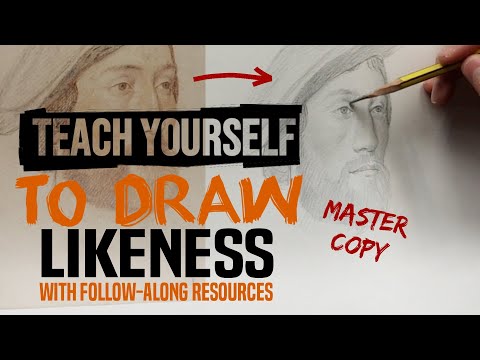 TEACH YOURSELF
TO DRAW
LIKENESS
WITH FOLLOW-ALONG RESOURCES
MASTER
COPY